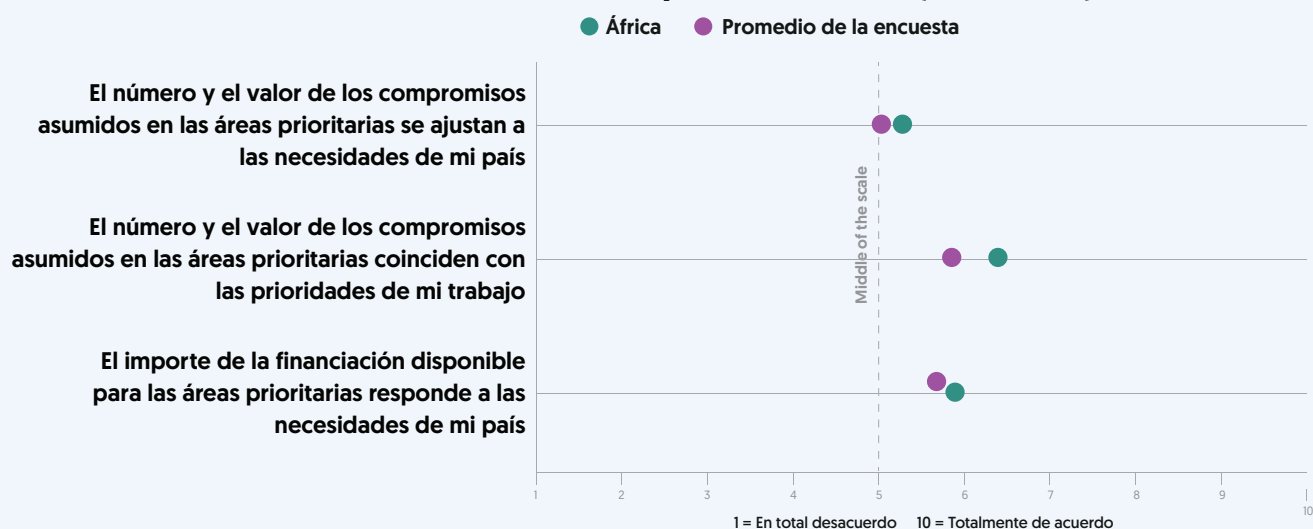 África
Promedio de la encuesta
El número y el valor de los compromisos
asumidos en las áreas prioritarias se ajustan a
las necesidades de mi país
El número y el valor de los compromisos
asumidos en las áreas prioritarias coinciden con
las prioridades de mi trabajo
El importe de la financiación disponible
para las áreas prioritarias responde a las
necesidades de mi país
Middle of the scale
1 2 3 4 5 6 7 8 9 10
1 = En total desacuerdo 10 = Totalmente de acuerdo